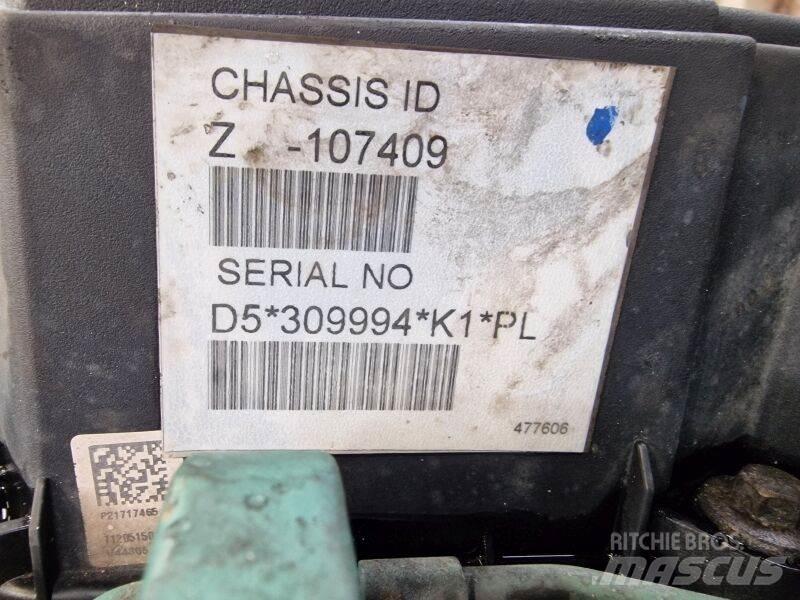 CHASSIS ID
Z -107409
SERIAL NO
D5*309994*K1*PL
477606
P21717465
RITCHIE BROS.
MASCUS